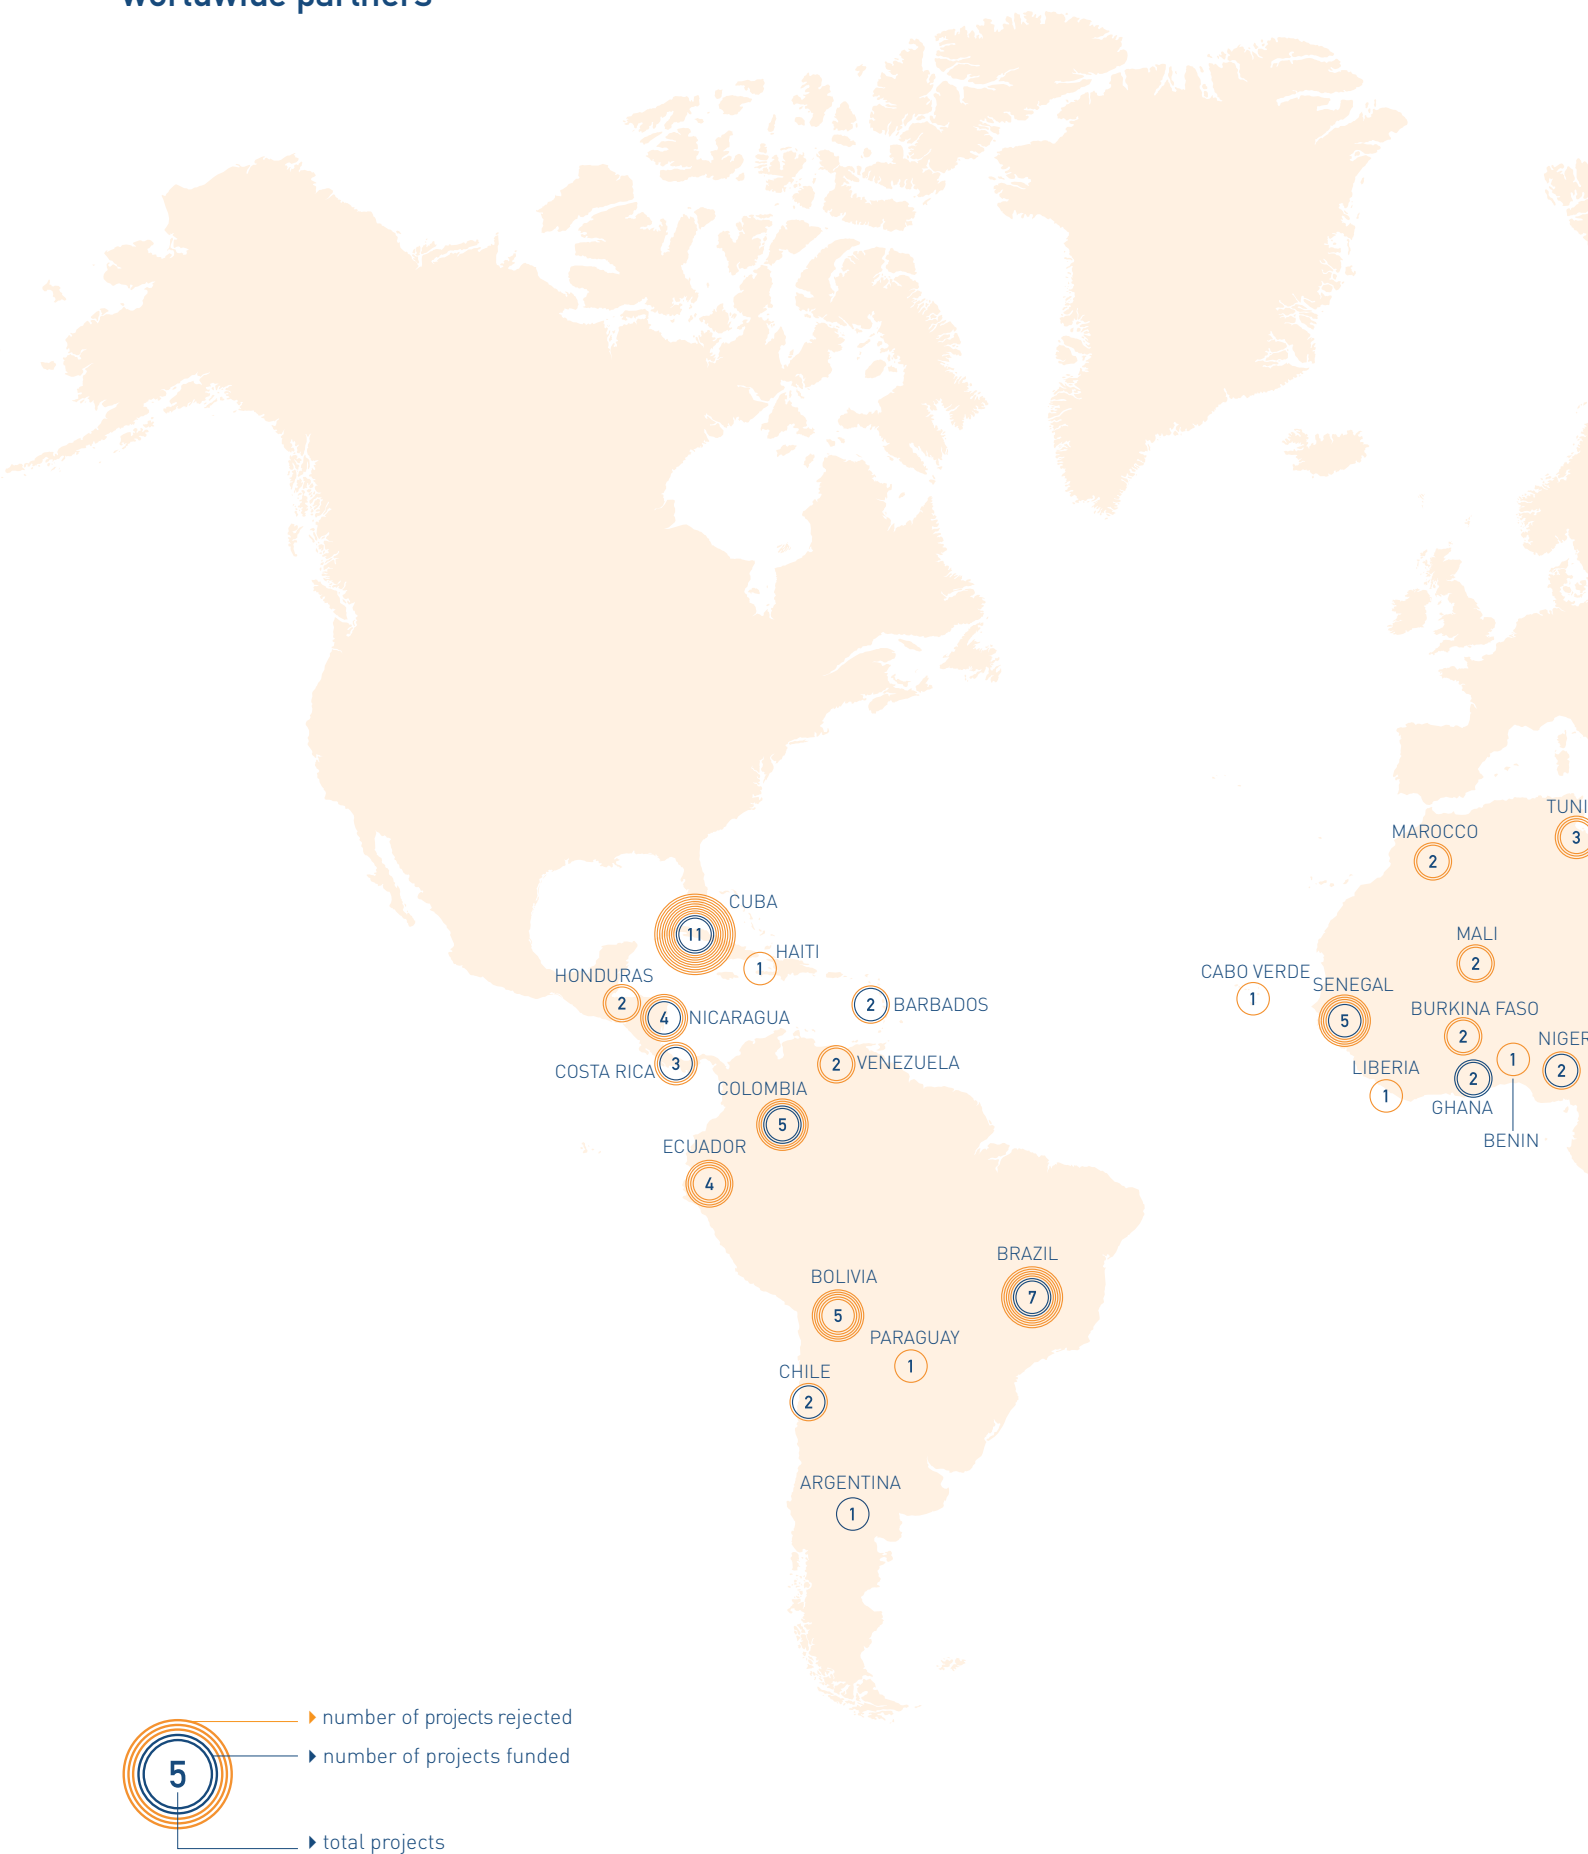 worldwide partners
TUNI
3
MAROCCO
2
CUBA
11
MALI
2
HAITI
1
CABO VERDE
1
HONDURAS
2
SENEGAL
5
BARBADOS
2
NICARAGUA
4
BURKINA FASO
2
NIGER
2
1
BENIN
COSTA RICA
3
VENEZUELA
2
LIBERIA
1
GHANA
2
COLOMBIA
5
ECUADOR
4
BRAZIL
7
BOLIVIA
5
PARAGUAY
1
CHILE
2
ARGENTINA
1
number of projects rejected
number of projects funded
5
total projects